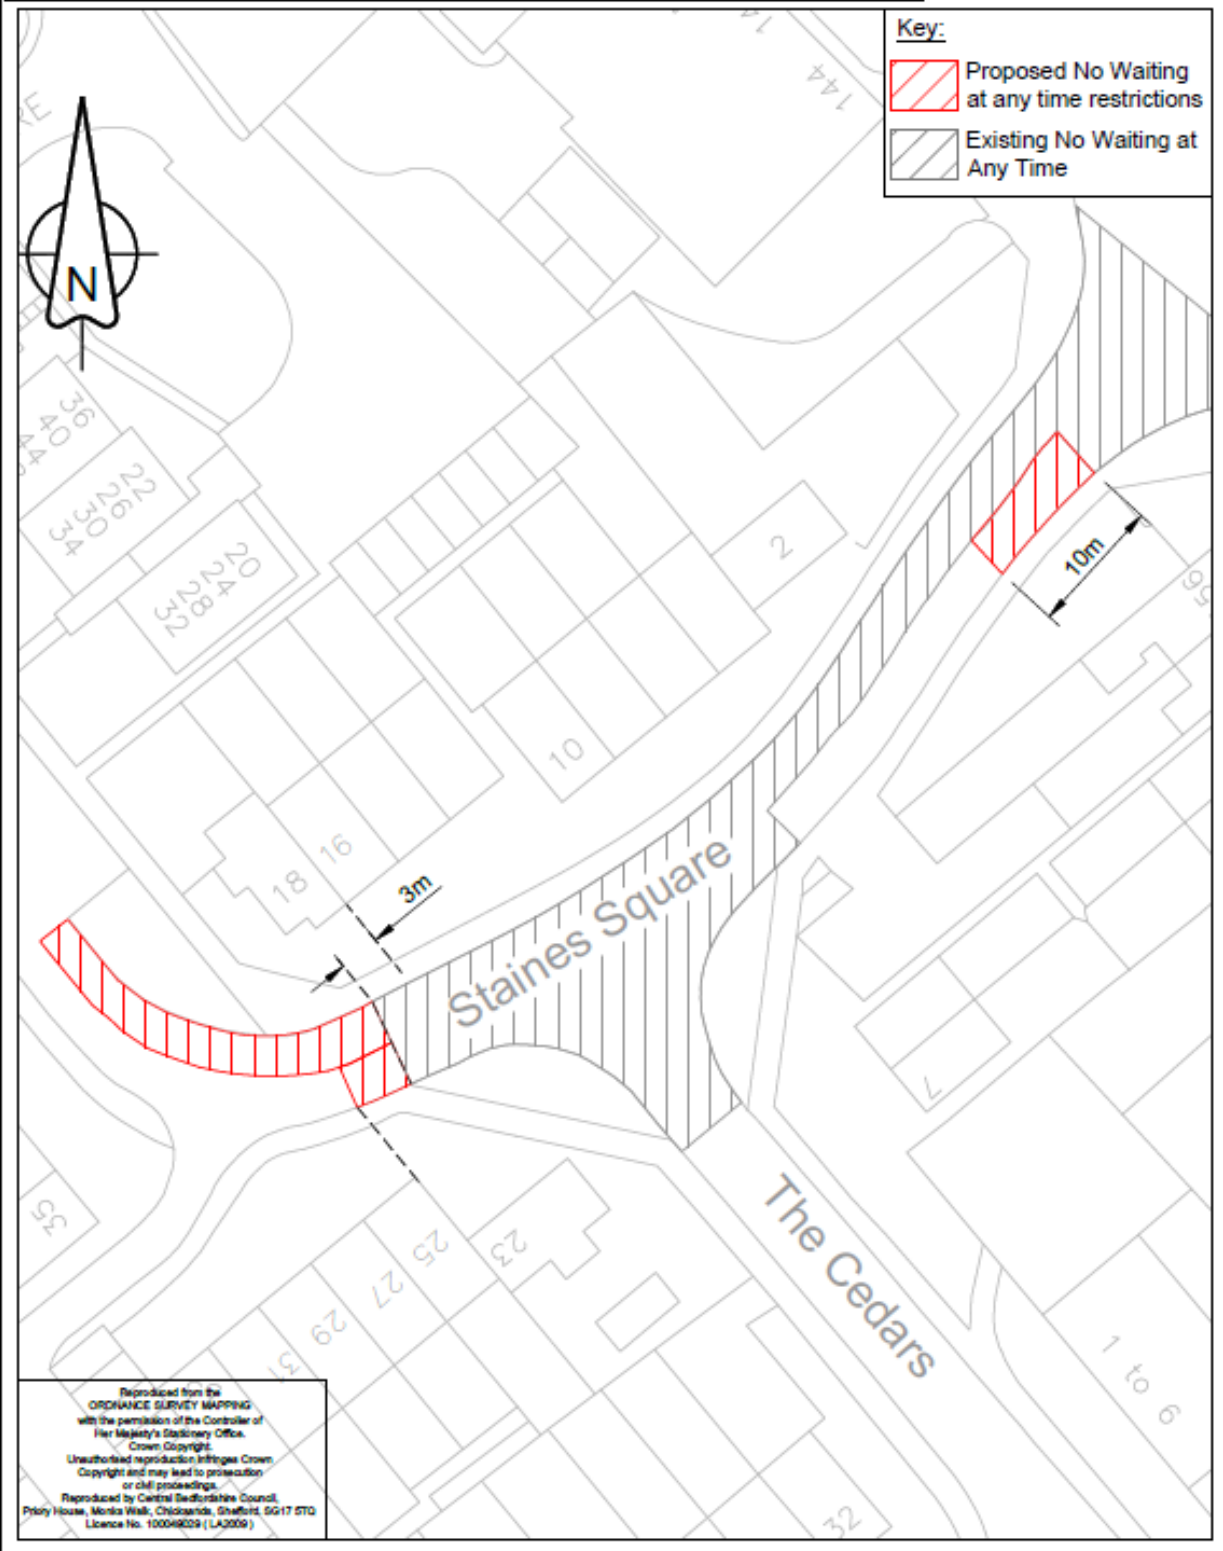 Key:
Proposed No Waiting
at any time restrictions
Existing No Waiting at
Any Time
N
14
144
36
40
44
22
26
30
34
20
24
28
32
2
10m
56
10
16
18
3m
Staines Square
7
The Cedars
35
23
25
27
29
31
1 to 6
32
Reproduced from the
ORDNANCE SURVEY MAPPING
with the permission of the Controller of
Her Majesty's Stationery Office.
Crown Copyright.
Unauthorised reproduction infringes Crown
Copyright and may lead to prosecution
or civil proceedings.
Reproduced by Central Bedfordshire Council,
Priory House, Monks Walk, Chicksands, Shefford, SG17 5TQ
Licence No. 100049029 ( LA2009 )